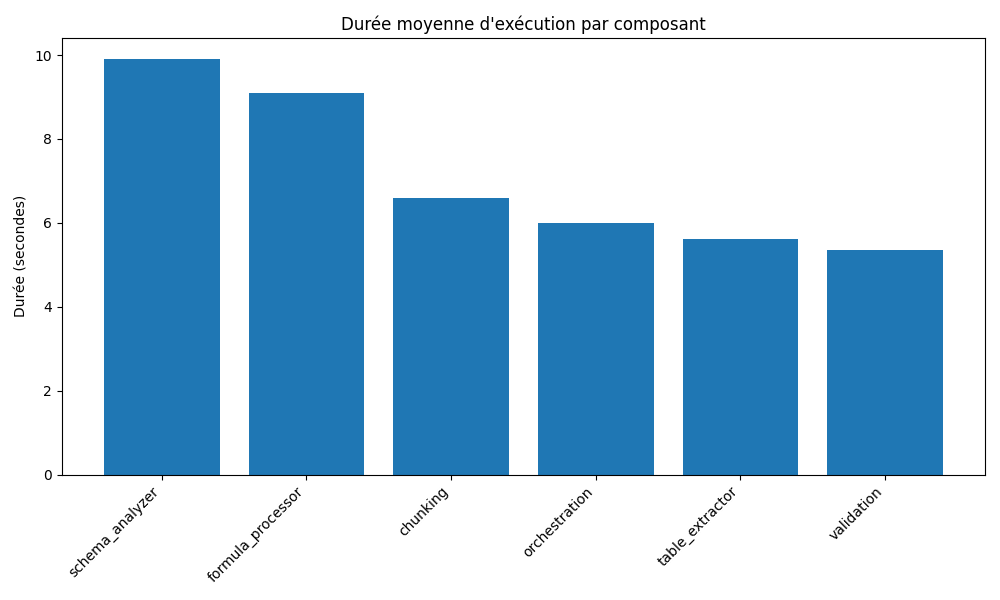 Durée moyenne d'exécution par composant
Durée (secondes)
10
8
6
4
2
0
schema_analyzer
formula_processor
chunking
orchestration
table_extractor
validation